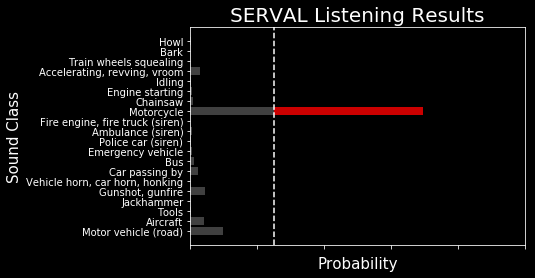 SERVAL Listening Results
Howl
Bark
Train wheels squealing
Accelerating, revving, vroom
Idling
Engine starting
Chainsaw
Motorcycle
Fire engine, fire truck (siren)
Ambulance (siren)
Police car (siren)
Emergency vehicle
Bus
Car passing by
Vehicle horn, car horn, honking
Gunshot, gunfire
Jackhammer
Tools
Aircraft
Motor vehicle (road)
Sound Class
Probability